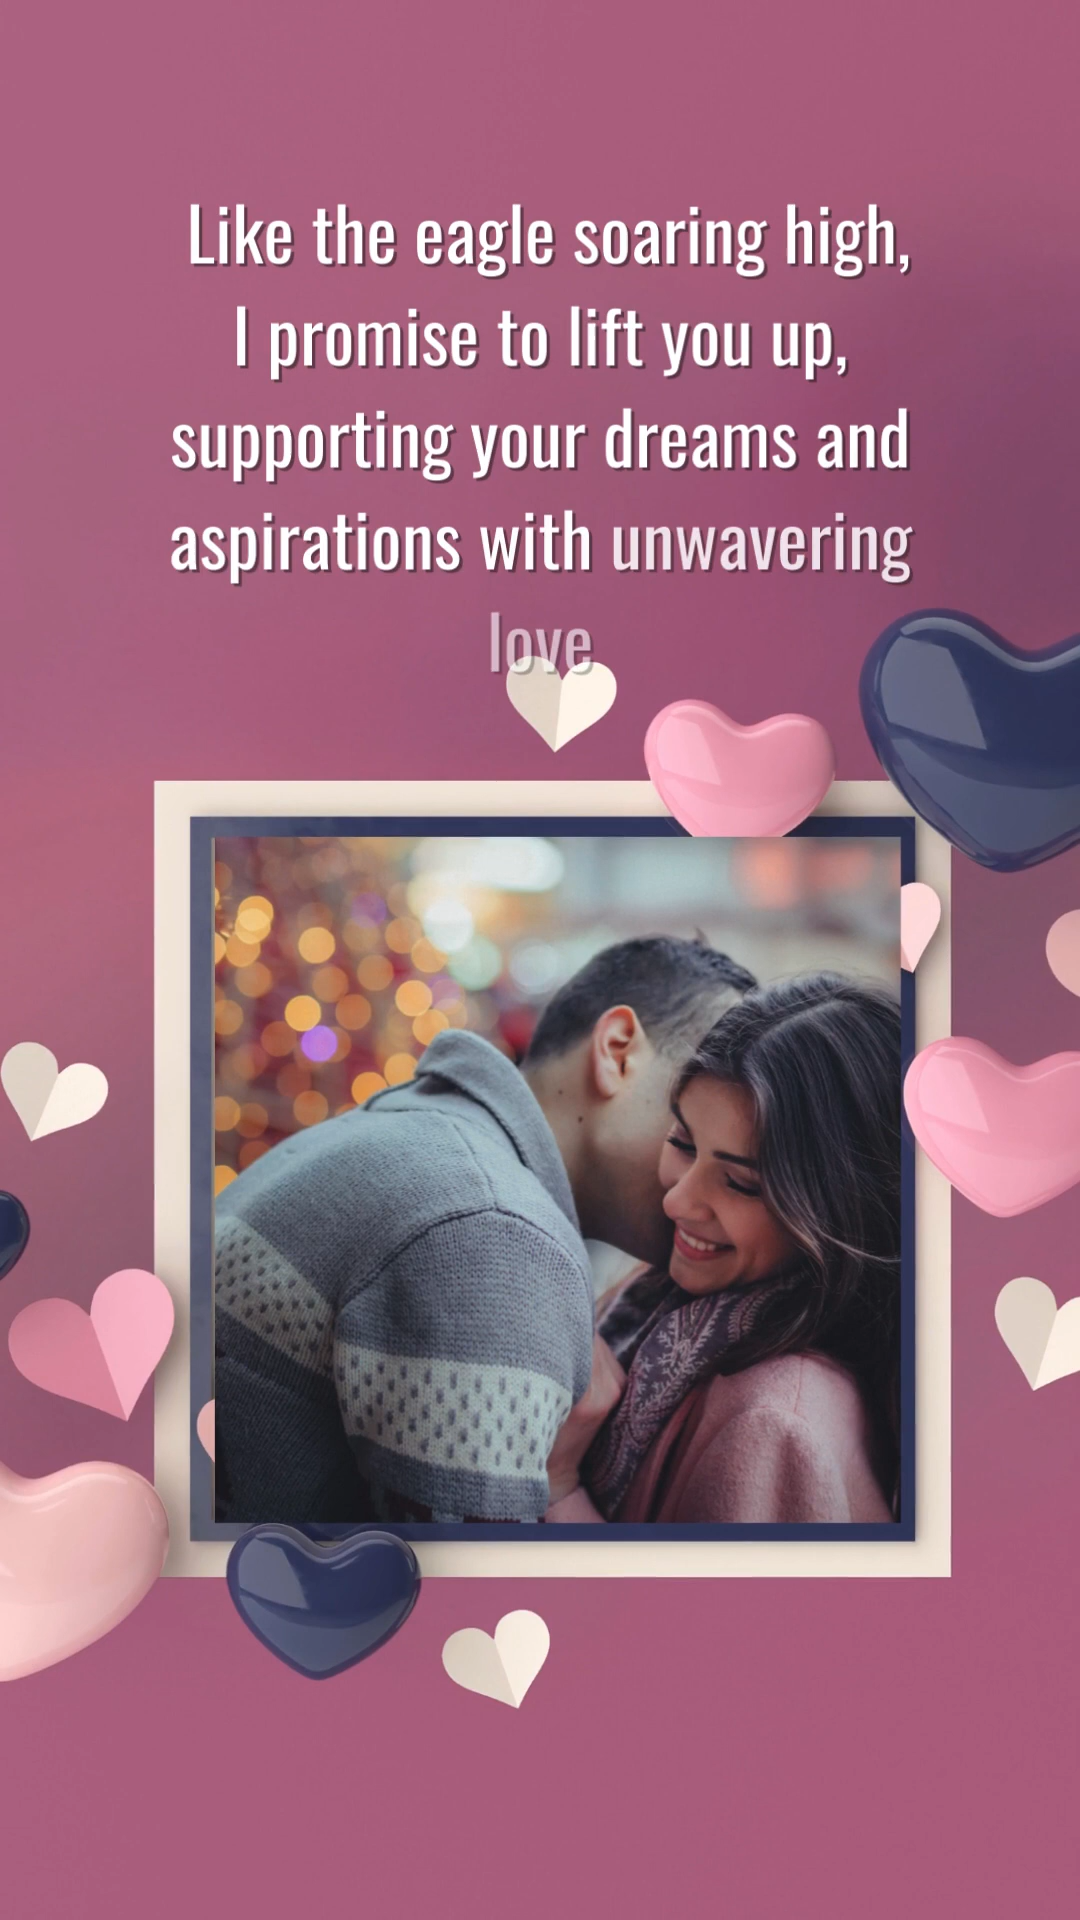 Like the eagle soaring high,
I promise to lift you up,
supporting your dreams and
aspirations with unwavering
love